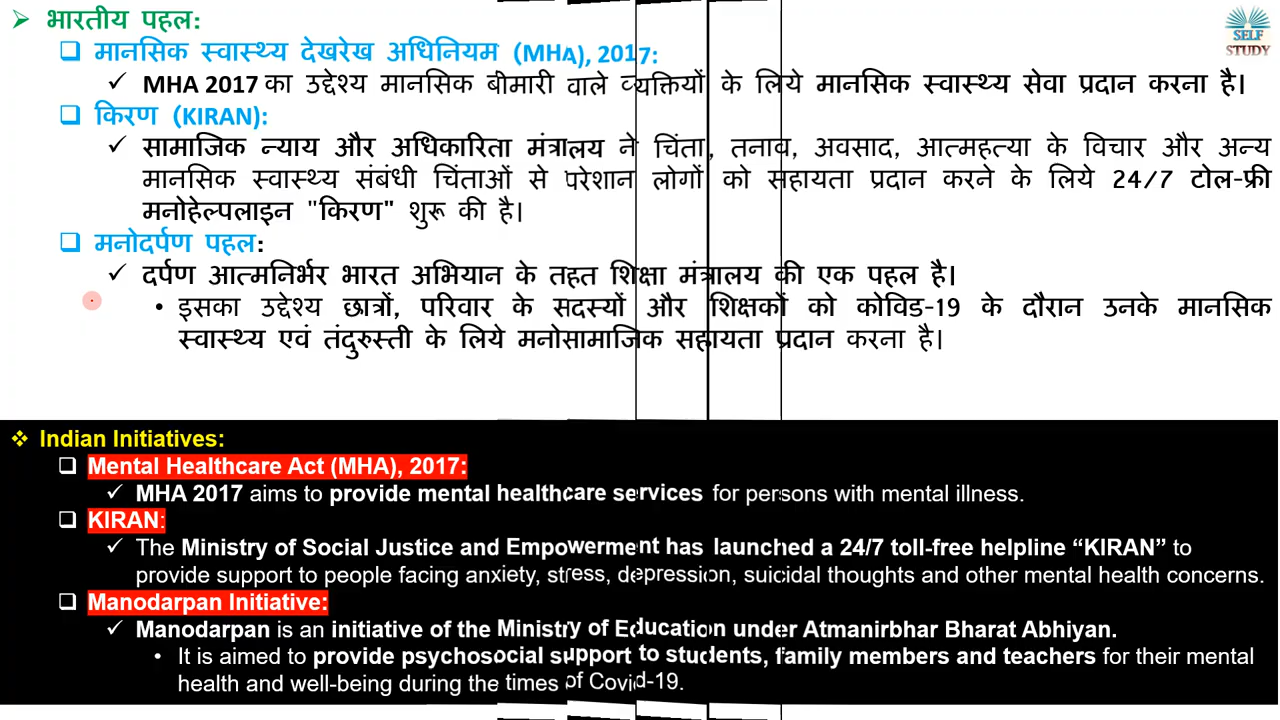 भारतीय पहल:
SELF
STUDY
मानसिक स्वास्थ्य देखरेख अधिनियम (MHA), 2017:
MHA 2017 का उद्देश्य मानसिक बीमारी वाले व्यक्तियों के लिये मानसिक स्वास्थ्य सेवा प्रदान करना है।
किरण (KIRAN):
सामाजिक न्याय और अधिकारिता मंत्रालय ने चिंता, तनाव, अवसाद, आत्महत्या के विचार और अन्य
मानसिक स्वास्थ्य संबंधी चिंताओं से परेशान लोगों को सहायता प्रदान करने के लिये 24/7 टोल-फ्री
मनोहेल्पलाइन "किरण" शुरू की है।
मनोदर्पण पहल:
दर्पण आत्मनिर्भर भारत अभियान के तहत शिक्षा मंत्रालय की एक पहल है।
• इसका उद्देश्य छात्रों, परिवार के सदस्यों और शिक्षकों को कोविड-19 के दौरान उनके मानसिक
स्वास्थ्य एवं तंदुरुस्ती के लिये मनोसामाजिक सहायता प्रदान करना है।
Indian Initiatives:
Mental Healthcare Act (MHA), 2017:
MHA 2017 aims to provide mental healthcare services for persons with mental illness.
KIRAN:
The Ministry of Social Justice and Empowerment has launched a 24/7 toll-free helpline “KIRAN” to
provide support to people facing anxiety, stress, depression, suicidal thoughts and other mental health concerns.
Manodarpan Initiative:
Manodarpan is an initiative of the Ministry of Education under Atmanirbhar Bharat Abhiyan.
• It is aimed to provide psychosocial support to students, family members and teachers for their mental
health and well-being during the times of Covid-19.